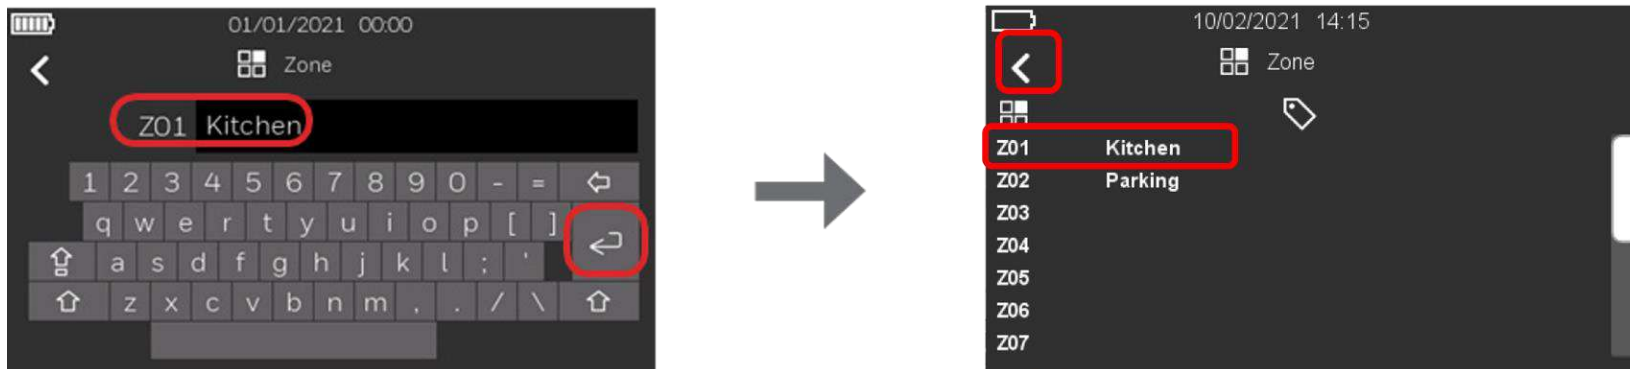 01/01/2021 00:00
Zone
Z01 Kitchen
1 2 3 4 5 6 7 8 9 0 - =
q w e r t y u i o p [ ]
a s d f g h j k l ; '
z x c v b n m , . / \
10/02/2021 14:15
Zone
Z01 Kitchen
Z02 Parking
Z03
Z04
Z05
Z06
Z07